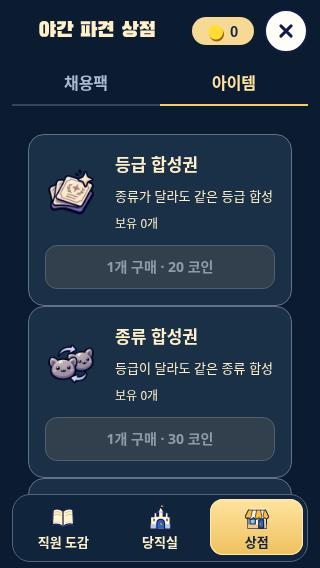 야간 파견 상점
0
채용팩
아이템
등급 합성권
종류가 달라도 같은 등급 합성
보유 0개
1개 구매 · 20 코인
종류 합성권
등급이 달라도 같은 종류 합성
보유 0개
1개 구매 · 30 코인
직원 도감
당직실
상점